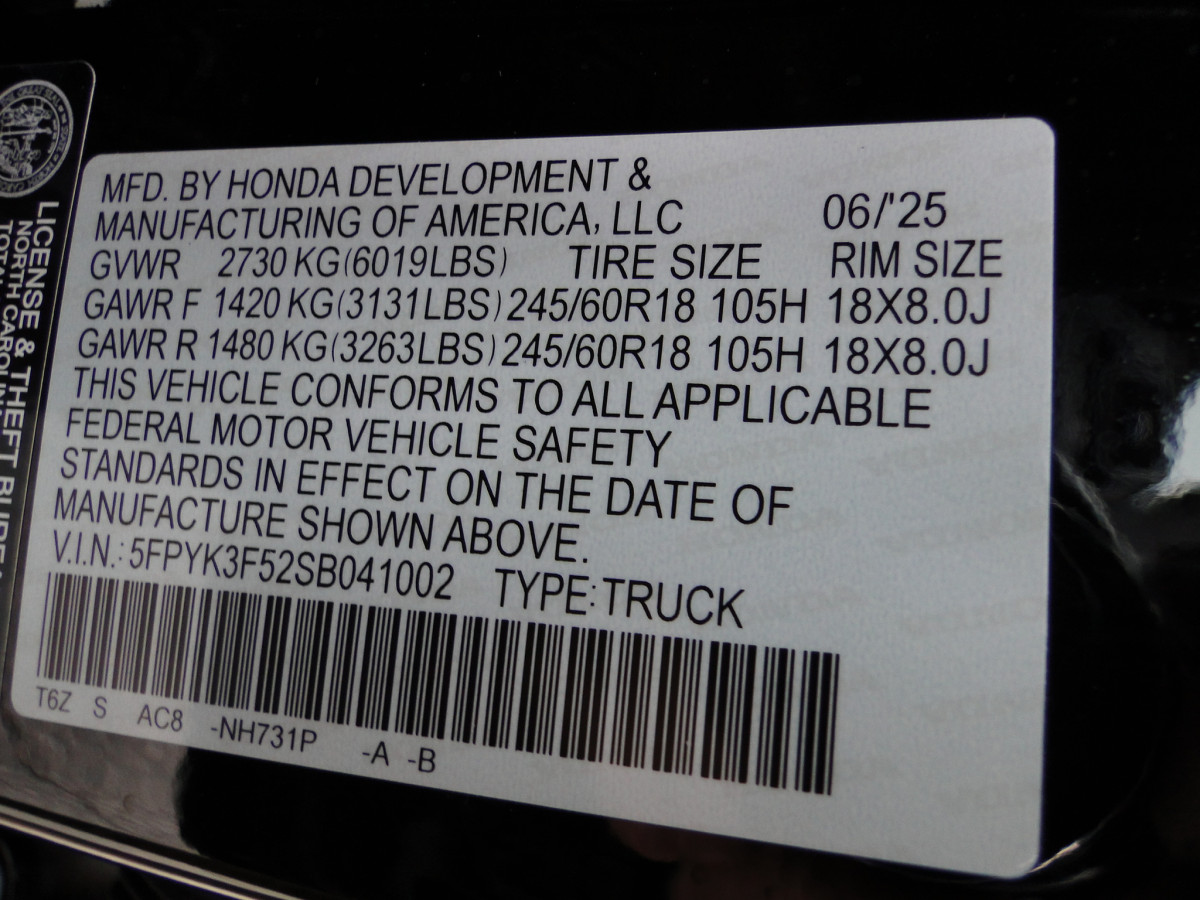 MFD. BY HONDA DEVELOPMENT &
MANUFACTURING OF AMERICA, LLC 06/'25
GVWR 2730 KG(6019LBS) TIRE SIZE RIM SIZE
GAWR F 1420 KG(3131LBS) 245/60R18 105H 18X8.0J
GAWR R 1480 KG(3263LBS) 245/60R18 105H 18X8.0J
THIS VEHICLE CONFORMS TO ALL APPLICABLE
FEDERAL MOTOR VEHICLE SAFETY
STANDARDS IN EFFECT ON THE DATE OF
MANUFACTURE SHOWN ABOVE.
V.I.N.: 5FPYK3F52SB041002 TYPE:TRUCK
T6Z S AC8 -NH731P -A -B
LICENSE & THEFT
NORTH CAROLINA